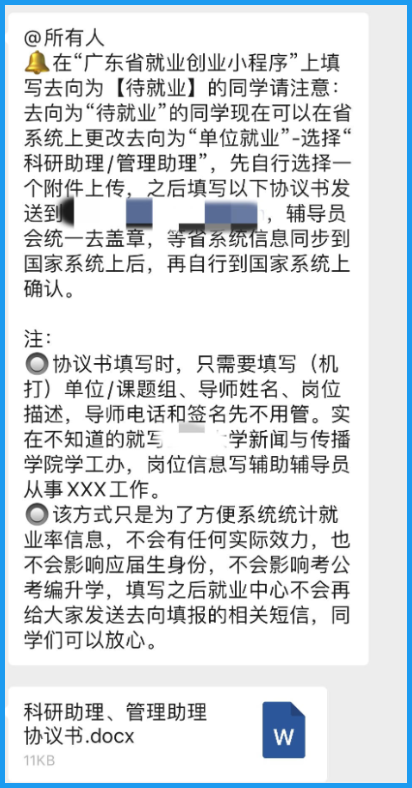 @所有人
在“广东省就业创业小程序”上填
写去向为【待就业】的同学请注意：
去向为“待就业”的同学现在可以在省
系统上更改去向为“单位就业”-选择“
科研助理/管理助理”，先自行选择一
个附件上传，之后填写以下协议书发
送到 ，辅导员
会统一去盖章，等省系统信息同步到
国家系统上后，再自行到国家系统上
确认。
注：
协议书填写时，只需要填写（机
打）单位/课题组、导师姓名、岗位
描述，导师电话和签名先不用管。实
在不知道的就写 学新闻与传播
学院学工办，岗位信息写辅助辅导员
从事XXX工作。
该方式只是为了方便系统统计就
业率信息，不会有任何实际效力，也
不会影响应届生身份，不会影响考公
考编升学，填写之后就业中心不会再
给大家发送去向填报的相关短信，同
学们可以放心。
科研助理、管理助理
协议书.docx
W
11KB